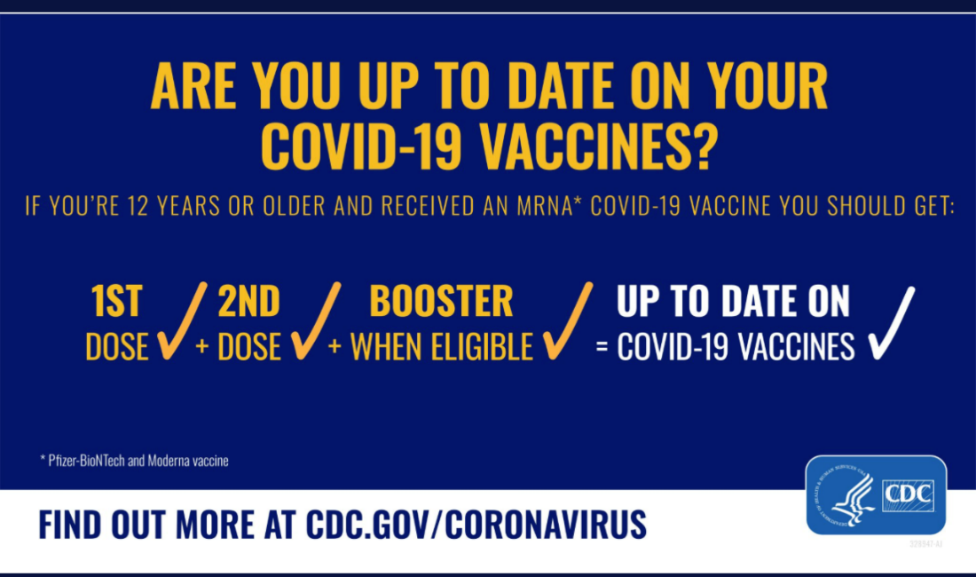 ARE YOU UP TO DATE ON YOUR
COVID-19 VACCINES?
IF YOU'RE 12 YEARS OR OLDER AND RECEIVED AN MRNA* COVID-19 VACCINE YOU SHOULD GET:
1ST
DOSE
2ND
+ DOSE
BOOSTER
+ WHEN ELIGIBLE
UP TO DATE ON
= COVID-19 VACCINES
* Pfizer-BioNTech and Moderna vaccine
CDC
FIND OUT MORE AT CDC.GOV/CORONAVIRUS